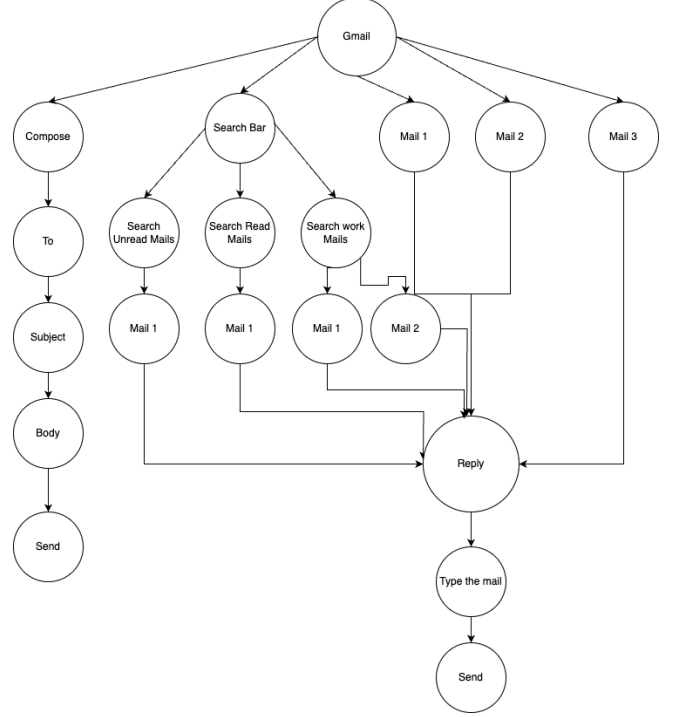 Gmail
Compose
Search Bar
Mail 1
Mail 2
Mail 3
To
Search
Unread Mails
Search Read
Mails
Search work
Mails
Subject
Mail 1
Mail 1
Mail 1
Mail 2
Body
Reply
Send
Type the mail
Send